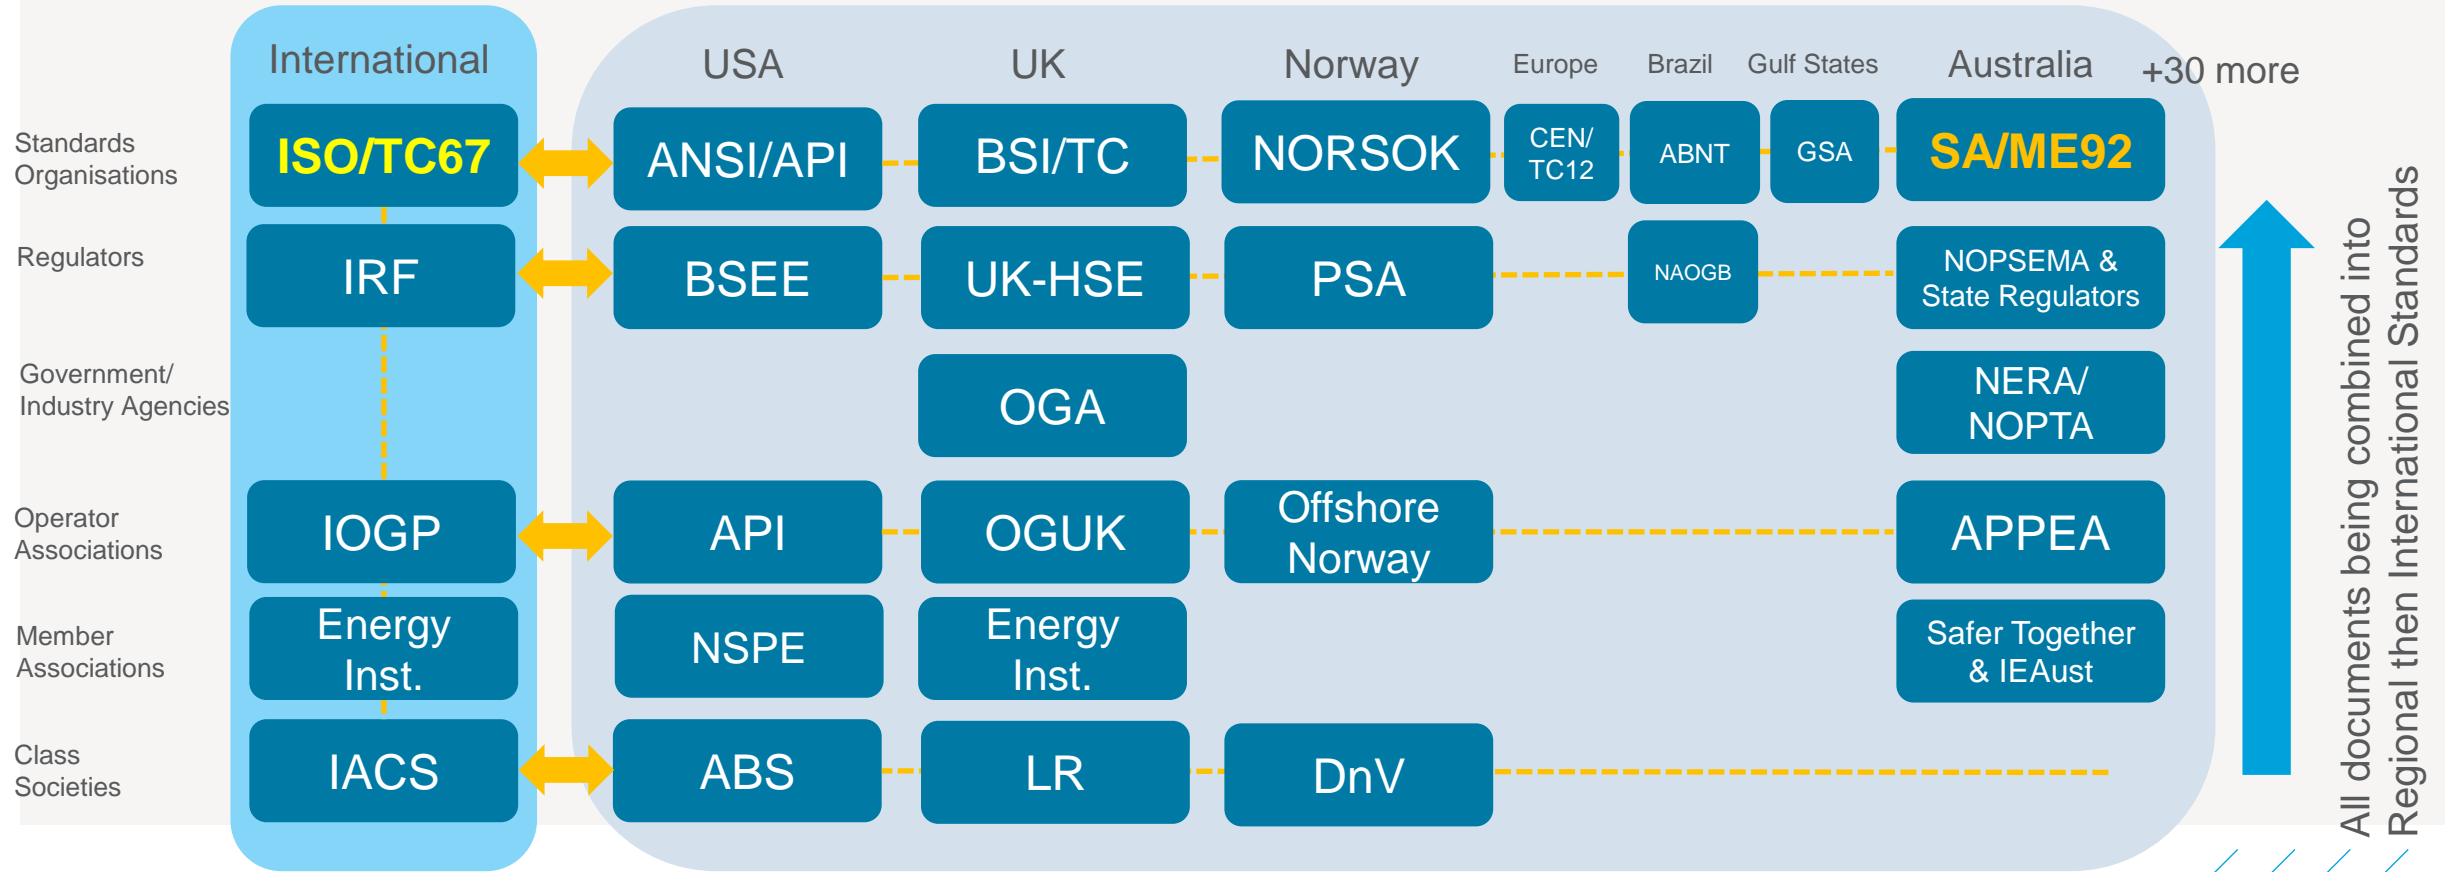 International
USA
UK
Norway
Europe
Brazil
Gulf States
Australia
+30 more
Standards
Organisations
ISO/TC67
ANSI/API
BSI/TC
NORSOK
CEN/
TC12
ABNT
GSA
SA/ME92
Regulators
IRF
BSEE
UK-HSE
PSA
NAOGB
NOPSEMA &
State Regulators
Government/
Industry Agencies
OGA
NERA/
NOPTA
Operator
Associations
IOGP
API
OGUK
Offshore
Norway
APPEA
Member
Associations
Energy
Inst.
NSPE
Energy
Inst.
Safer Together
& IEAust
Class
Societies
IACS
ABS
LR
DnV
All documents being combined into
Regional then International Standards